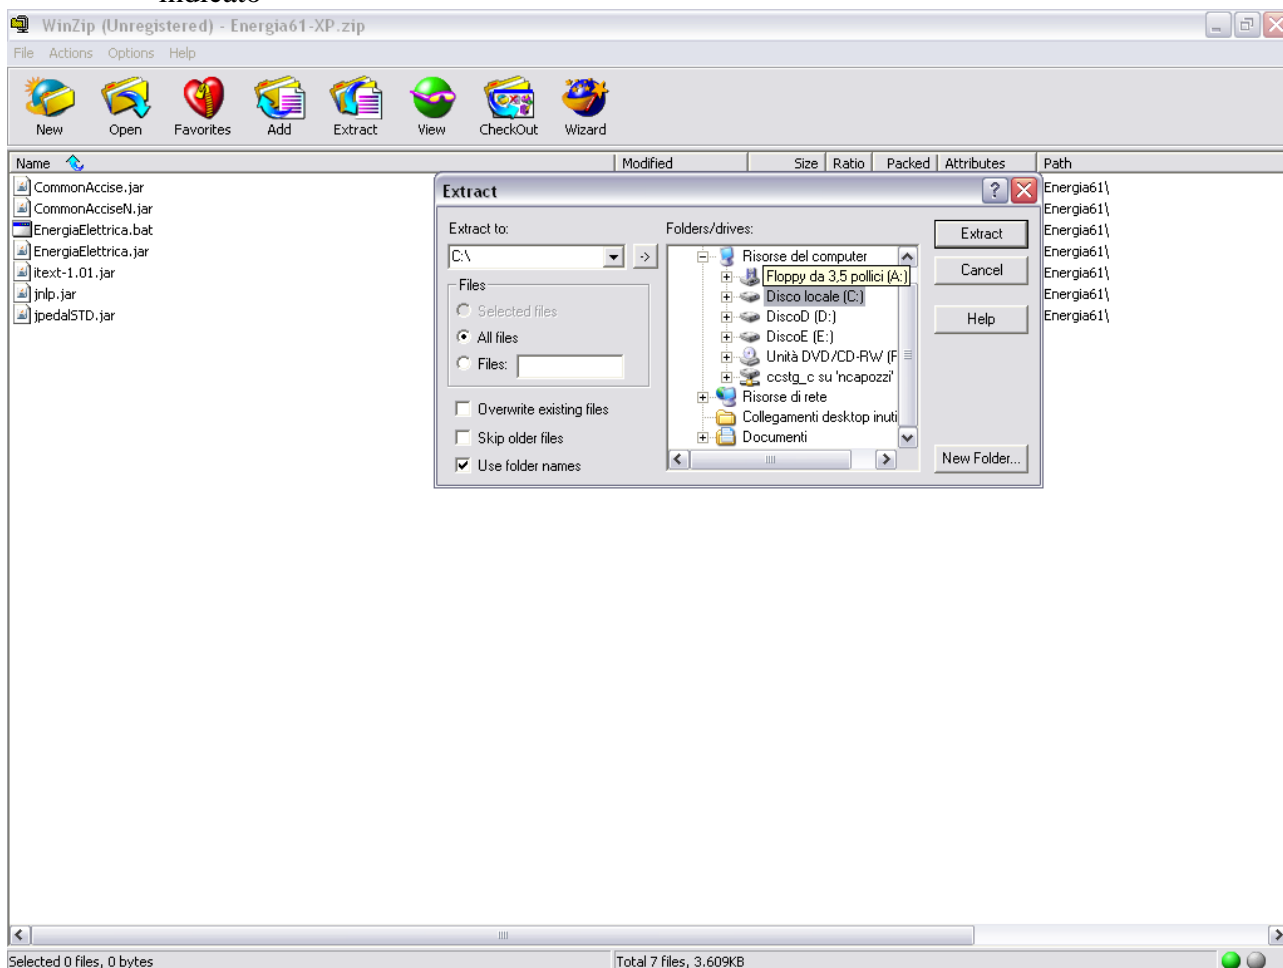 indicato
WinZip (Unregistered) - Energia61-XP.zip
File Actions Options Help
New Open Favorites Add Extract View CheckOut Wizard
Name Modified Size Ratio Packed Attributes Path
CommonAccise.jar Energia61\
CommonAcciseN.jar Energia61\
EnergiaElettrica.bat Energia61\
EnergiaElettrica.jar Energia61\
itext-1.01.jar Energia61\
jnlp.jar Energia61\
jpedalSTD.jar Energia61\
Extract
Extract to:
C:\
->
Files
Selected files
All files
Files:
Overwrite existing files
Skip older files
Use folder names
Folders/drives:
Risorse del computer
Floppy da 3,5 pollici (A:)
Disco locale (C:)
DiscoD (D:)
DiscoE (E:)
Unità DVD/CD-RW (F
ccstg_c su 'ncapozzi'
Risorse di rete
Collegamenti desktop inuti
Documenti
Extract
Cancel
Help
New Folder...
Selected 0 files, 0 bytes Total 7 files, 3.609KB